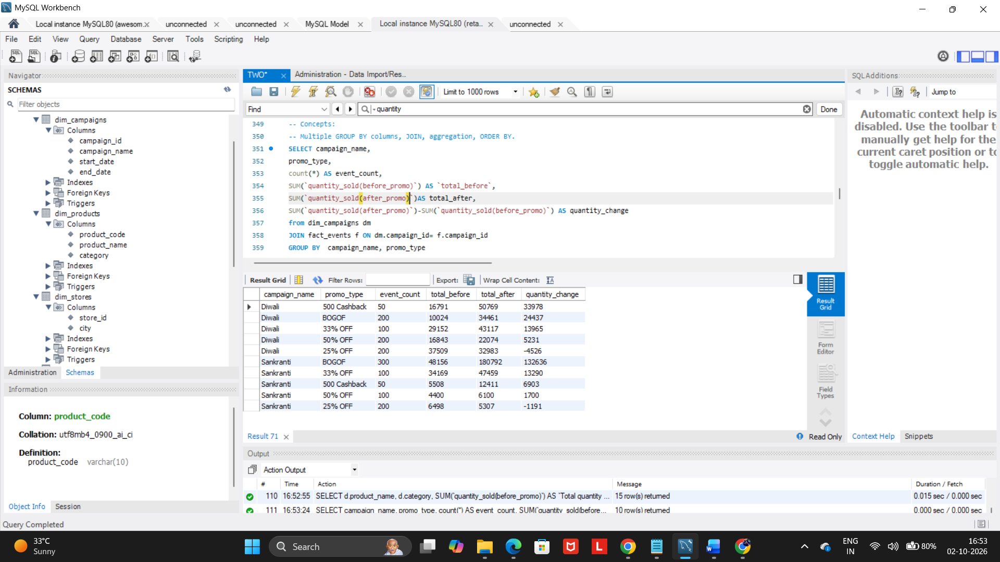 MySQL Workbench
Local instance MySQL80 (awesom...
unconnected
unconnected
MySQL Model
Local instance MySQL80 (reta...
unconnected
File Edit View Query Database Server Tools Scripting Help
Navigator
SCHEMAS
Filter objects
dim_campaigns
Columns
campaign_id
campaign_name
start_date
end_date
Indexes
Foreign Keys
Triggers
dim_products
Columns
product_code
product_name
category
Indexes
Foreign Keys
Triggers
dim_stores
Columns
store_id
city
Indexes
Foreign Keys
Triggers
Administration Schemas
Information
Column: product_code
Collation: utf8mb4_0900_ai_ci
Definition:
product_code varchar(10)
Object Info Session
Query Completed
TWO*
Administration - Data Import/Res...
Limit to 1000 rows
Find
quantity
Done
349 -- Concepts:
350 -- Multiple GROUP BY columns, JOIN, aggregation, ORDER BY.
351 SELECT campaign_name,
352 promo_type,
353 count(*) AS event_count,
354 SUM(`quantity_sold(before_promo)`) AS `total_before`,
355 SUM(`quantity_sold(after_promo)`)AS total_after,
356 SUM(`quantity_sold(after_promo)`)-SUM(`quantity_sold(before_promo)`) AS quantity_change
357 from dim_campaigns dm
358 JOIN fact_events f ON dm.campaign_id= f.campaign_id
359 GROUP BY  campaign_name, promo_type
Result Grid
Filter Rows:
Export:
Wrap Cell Content:
campaign_name promo_type event_count total_before total_after quantity_change
Diwali 500 Cashback 50 16791 50769 33978
Diwali BOGOF 200 10024 34461 24437
Diwali 33% OFF 100 29152 43117 13965
Diwali 50% OFF 200 16843 22074 5231
Diwali 25% OFF 200 37509 32983 -4526
Sankranti BOGOF 300 48156 180792 132636
Sankranti 33% OFF 100 34169 47459 13290
Sankranti 500 Cashback 50 5508 12411 6903
Sankranti 50% OFF 100 4400 6100 1700
Sankranti 25% OFF 200 6498 5307 -1191
Result
Grid
Form
Editor
Field
Types
Result 71
Read Only
Output
Action Output
# Time Action Message Duration / Fetch
110 16:52:55 SELECT d.product_name, d.category, SUM(`quantity_sold(before_promo)`) AS `Total quantity ... 15 row(s) returned 0.015 sec / 0.000 sec
111 16:53:24 SELECT campaign_name, promo_type, count(*) AS event_count, SUM(`quantity_sold(before... 10 row(s) returned 0.000 sec / 0.000 sec
SQLAdditions
Jump to
Automatic context help is
disabled. Use the toolbar t
manually get help for the
current caret position or to
toggle automatic help.
Context Help Snippets
33°C
Sunny
Search
ENG
IN
80%
16:53
02-10-2026